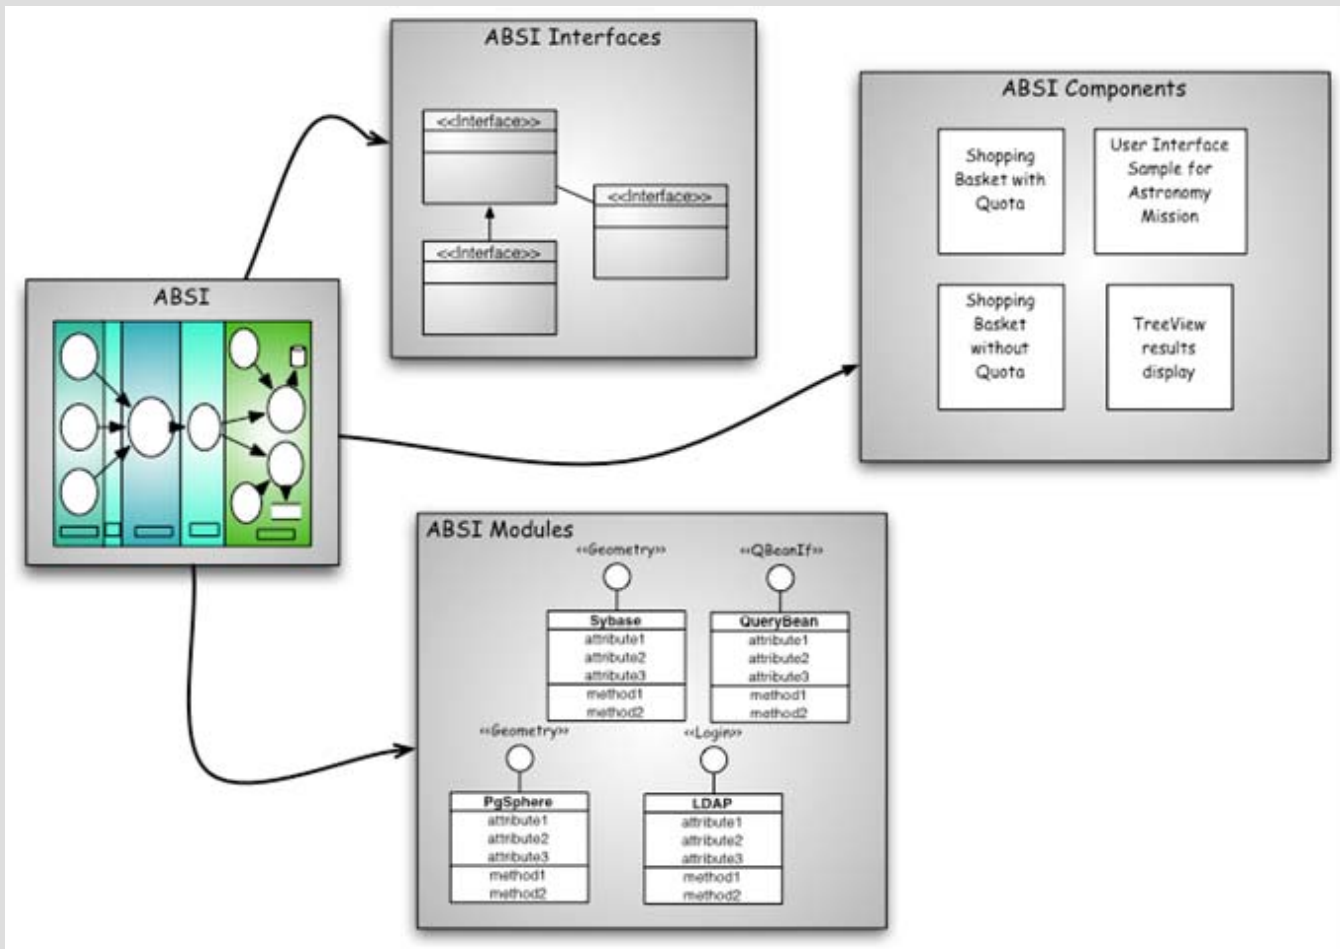 ABSI Interfaces
<<Interface>>
<<Interface>>
<<Interface>>
ABSI Components
Shopping
Basket with
Quota
User Interface
Sample for
Astronomy
Mission
Shopping
Basket
without
Quota
TreeView
results
display
ABSI
ABSI Modules
<<Geometry>>
Sybase
attribute1
attribute2
attribute3
method1
method2
<<QBeanIf>>
QueryBean
attribute1
attribute2
attribute3
method1
method2
<<Geometry>>
PgSphere
attribute1
attribute2
attribute3
method1
method2
<<Login>>
LDAP
attribute1
attribute2
attribute3
method1
method2